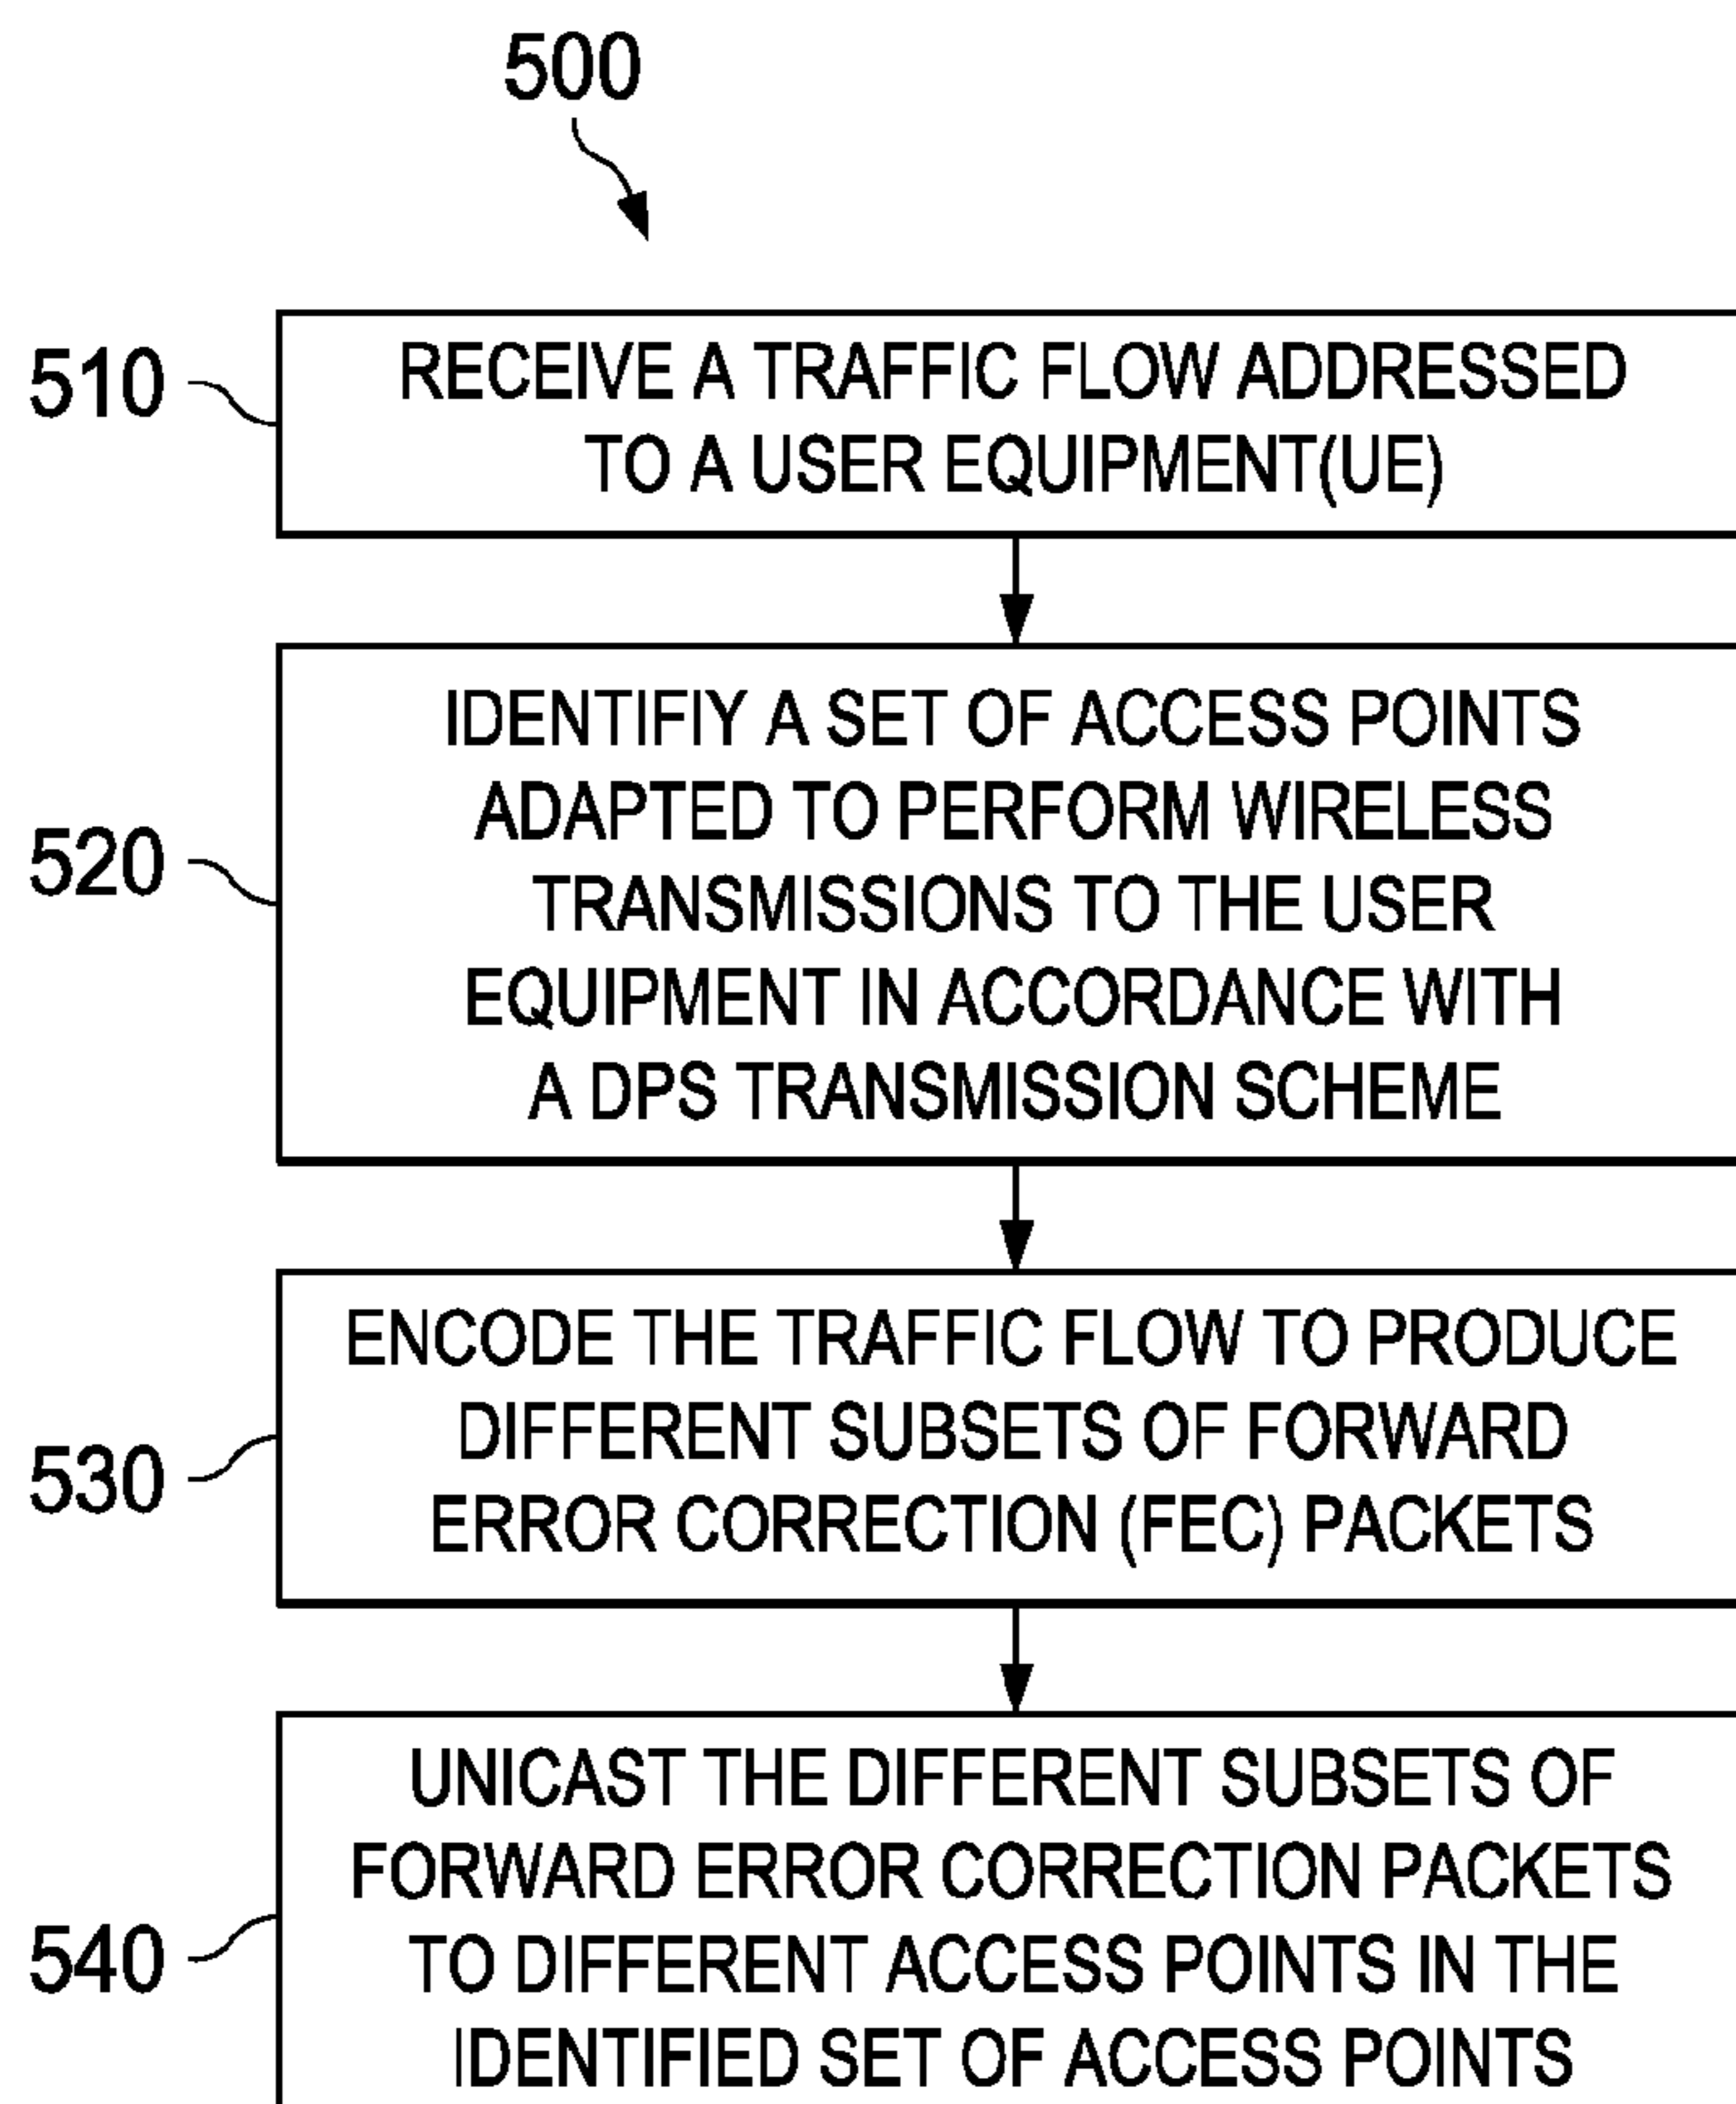 500
510
RECEIVE A TRAFFIC FLOW ADDRESSED
TO A USER EQUIPMENT(UE)
520
IDENTIFIY A SET OF ACCESS POINTS
ADAPTED TO PERFORM WIRELESS
TRANSMISSIONS TO THE USER
EQUIPMENT IN ACCORDANCE WITH
A DPS TRANSMISSION SCHEME
530
ENCODE THE TRAFFIC FLOW TO PRODUCE
DIFFERENT SUBSETS OF FORWARD
ERROR CORRECTION (FEC) PACKETS
540
UNICAST THE DIFFERENT SUBSETS OF
FORWARD ERROR CORRECTION PACKETS
TO DIFFERENT ACCESS POINTS IN THE
IDENTIFIED SET OF ACCESS POINTS